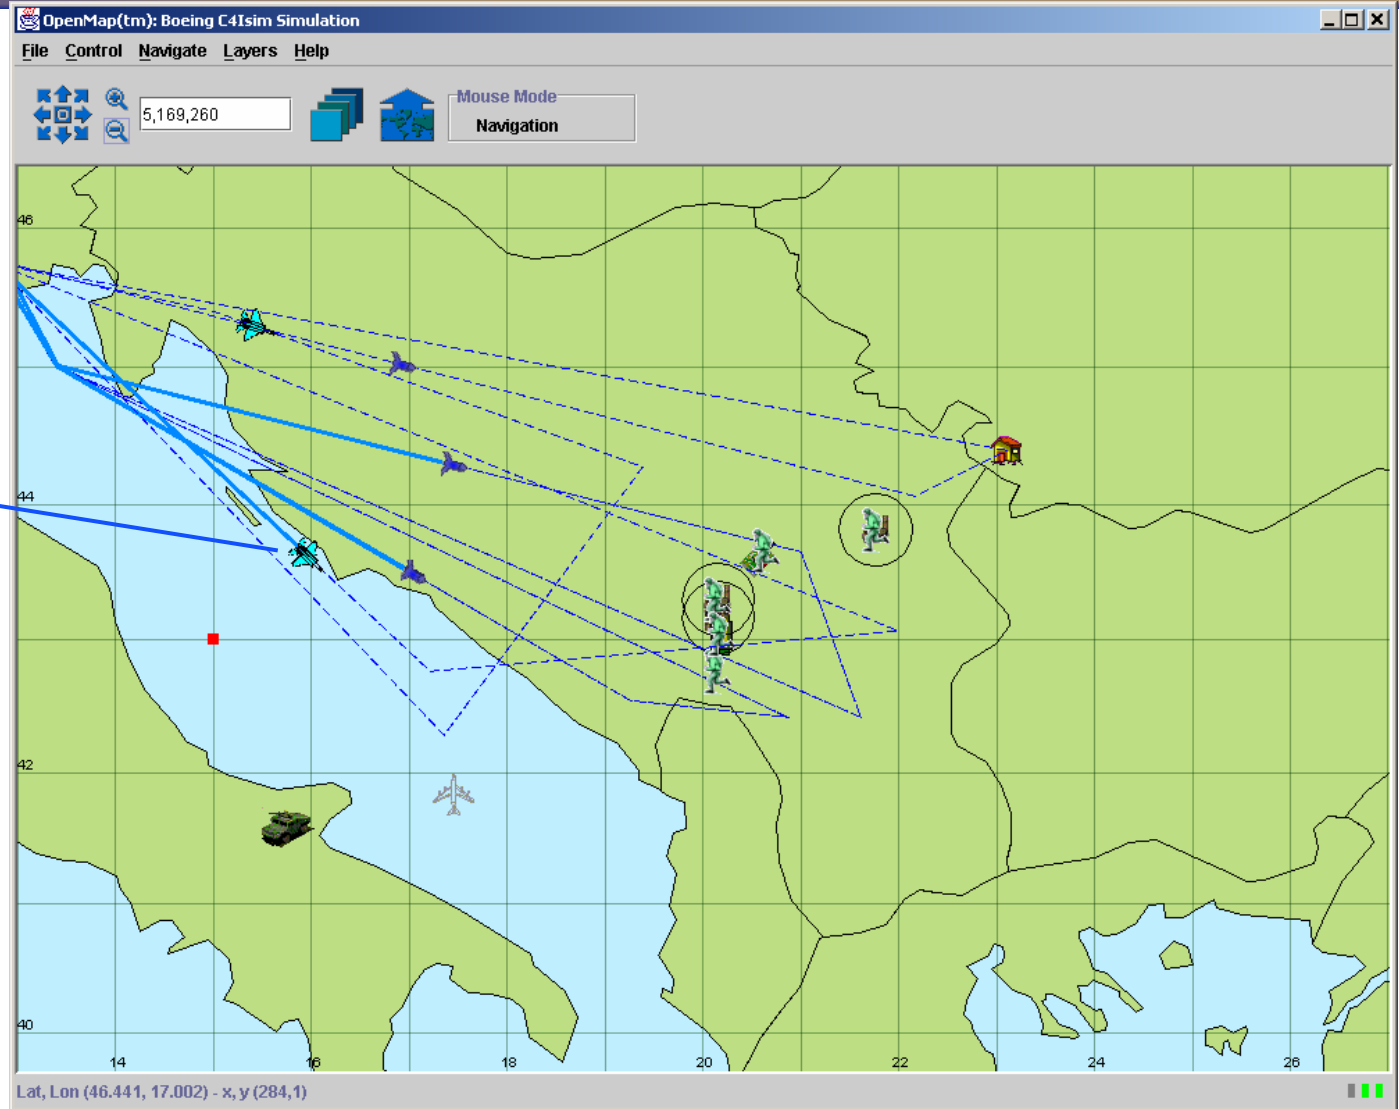 OpenMap(tm): Boeing C4Isim Simulation
File Control Navigate Layers Help
5,169,260
Mouse Mode
Navigation
46
44
42
40
14 16 18 20 22 24 26
Lat, Lon (46.441, 17.002) - x, y (284,1)